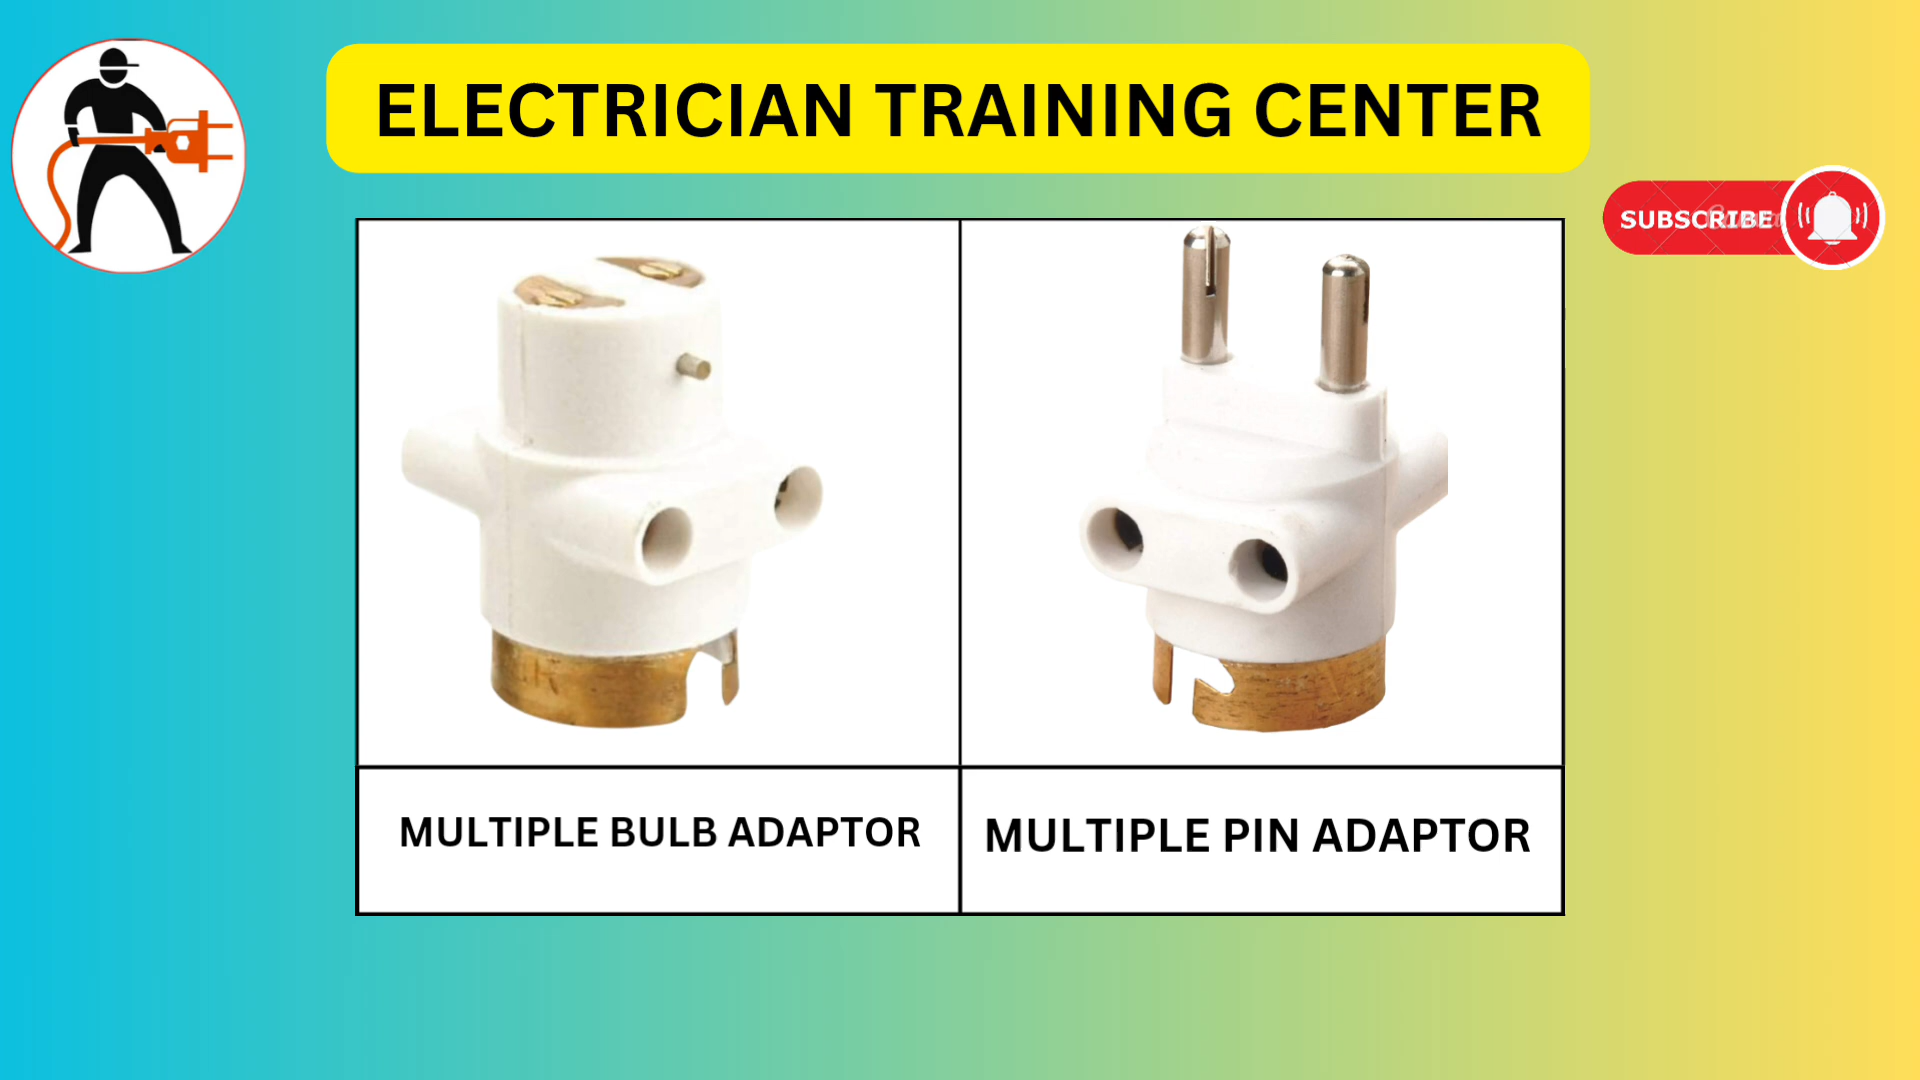 ELECTRICIAN TRAINING CENTER
SUBSCRIBE
MULTIPLE BULB ADAPTOR
MULTIPLE PIN ADAPTOR